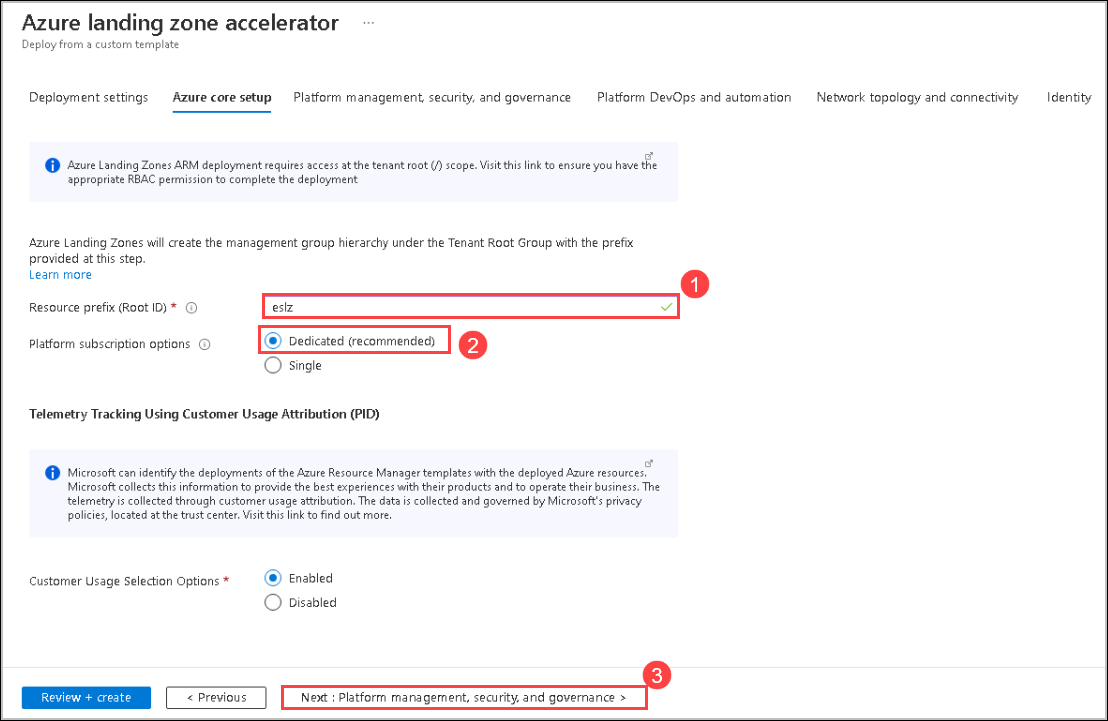 Azure landing zone accelerator ...
Deploy from a custom template
Deployment settings Azure core setup Platform management, security, and governance Platform DevOps and automation Network topology and connectivity Identity
Azure Landing Zones ARM deployment requires access at the tenant root (/) scope. Visit this link to ensure you have the
appropriate RBAC permission to complete the deployment
Azure Landing Zones will create the management group hierarchy under the Tenant Root Group with the prefix
provided at this step.
Learn more
1
Resource prefix (Root ID) * eslz
Platform subscription options Dedicated (recommended) 2
Single
Telemetry Tracking Using Customer Usage Attribution (PID)
Microsoft can identify the deployments of the Azure Resource Manager templates with the deployed Azure resources.
Microsoft collects this information to provide the best experiences with their products and to operate their business. The
telemetry is collected through customer usage attribution. The data is collected and governed by Microsoft's privacy
policies, located at the trust center. Visit this link to find out more.
Customer Usage Selection Options * Enabled
Disabled
3
Review + create < Previous Next : Platform management, security, and governance >